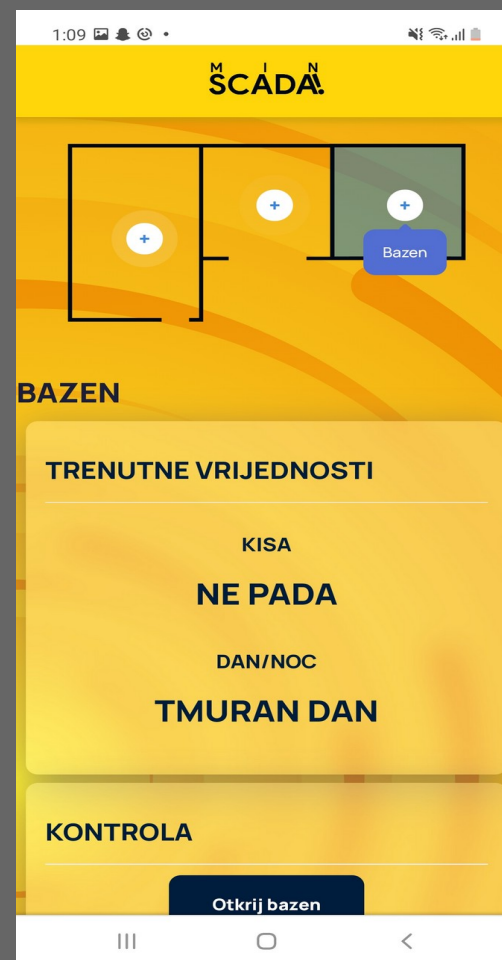 1:09
MIN
SCADA!
Bazen
BAZEN
TRENUTNE VRIJEDNOSTI
KISA
NE PADA
DAN/NOC
TMURAN DAN
KONTROLA
Otkrij bazen